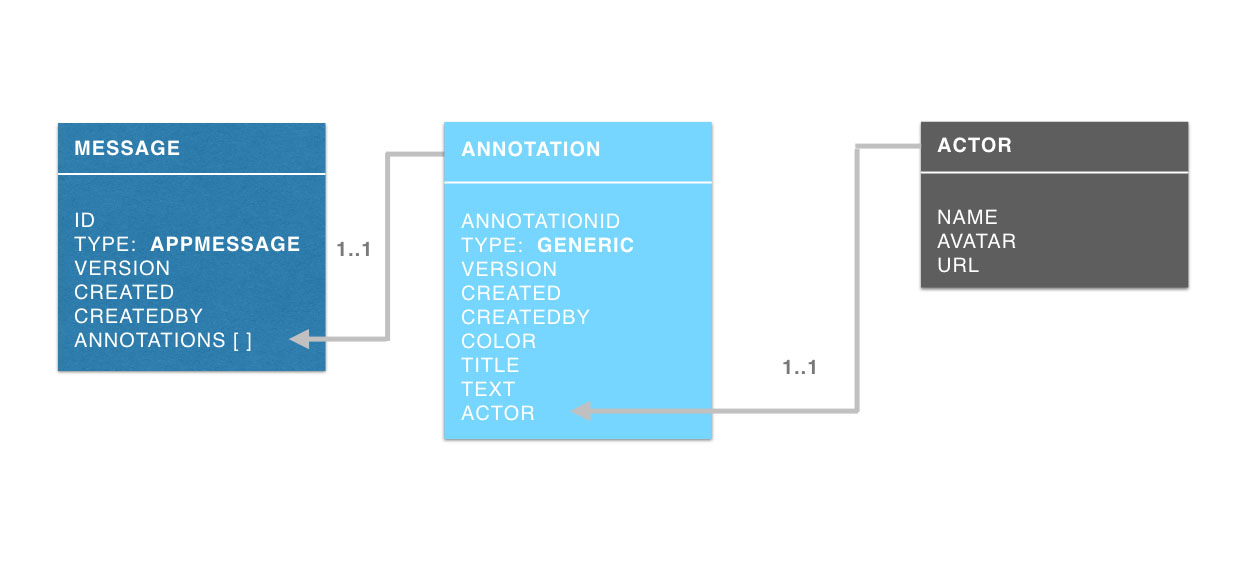 MESSAGE
ID
TYPE: APPMESSAGE
VERSION
CREATED
CREATEDBY
ANNOTATIONS [ ]
1..1
ANNOTATION
ANNOTATIONID
TYPE: GENERIC
VERSION
CREATED
CREATEDBY
COLOR
TITLE
TEXT
ACTOR
1..1
ACTOR
NAME
AVATAR
URL